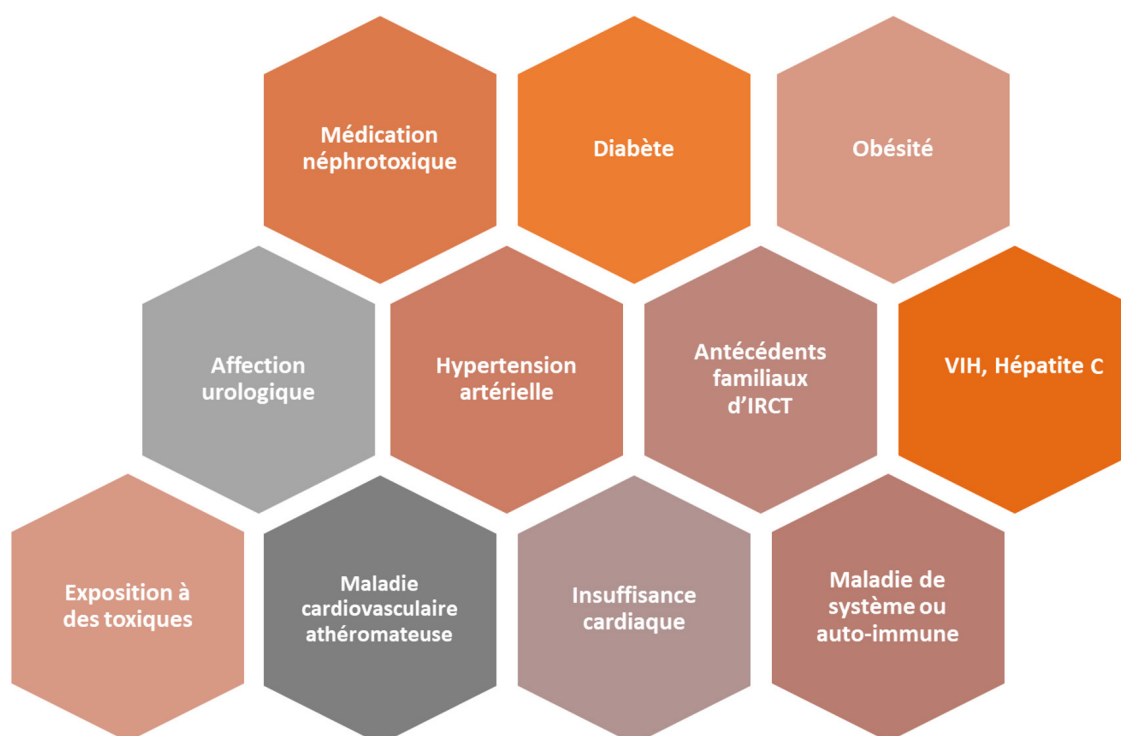 Médication
néphrotoxique
Diabète
Obésité
Affection
urologique
Hypertension
artérielle
Antécédents
familiaux
d’IRCT
VIH, Hépatite C
Exposition à
des toxiques
Maladie
cardiovasculaire
athéromateuse
Insuffisance
cardiaque
Maladie de
système ou
auto-immune